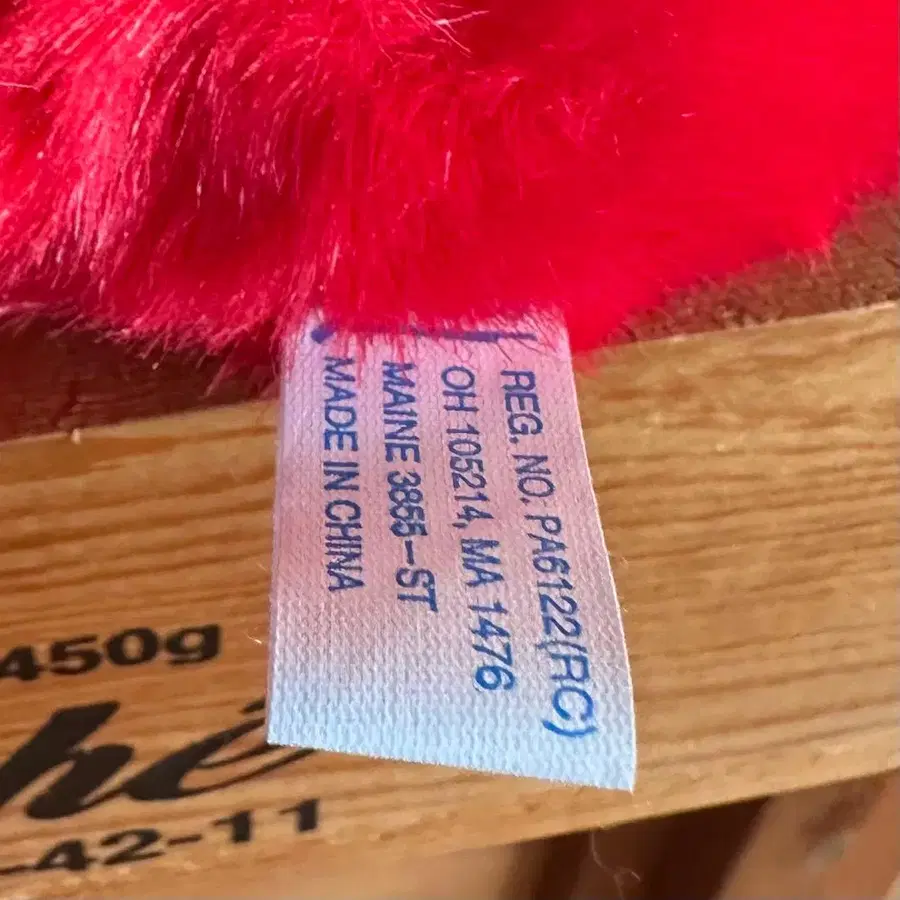 REG. NO. PA6122(RC)
OH 105214, MA 1476
MAINE 3855-ST
MADE IN CHINA
450g
-42-11